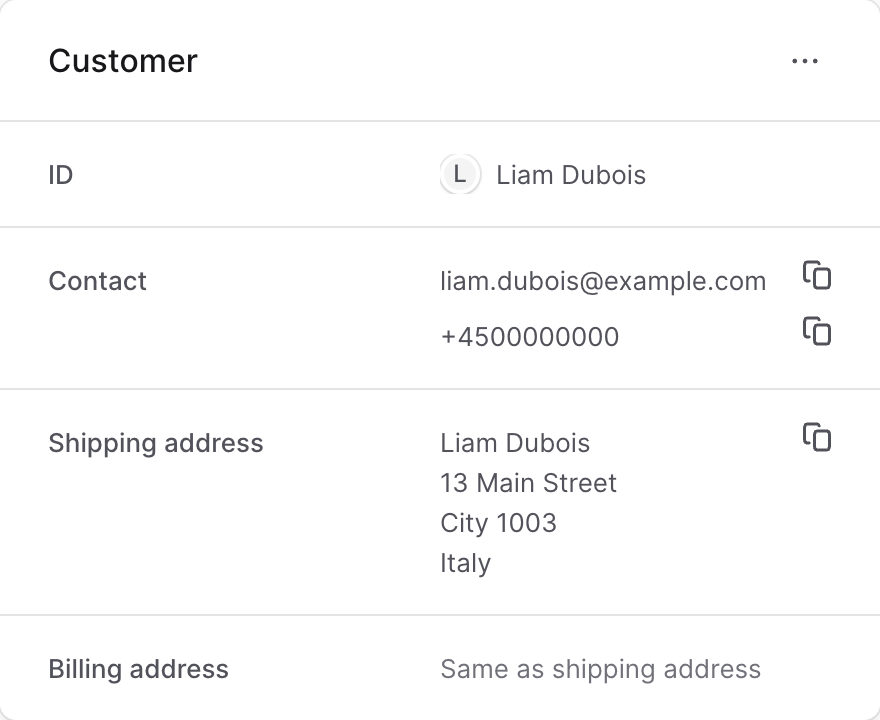 Customer
ID
L Liam Dubois
Contact
liam.dubois@example.com
+4500000000
Shipping address
Liam Dubois
13 Main Street
City 1003
Italy
Billing address
Same as shipping address